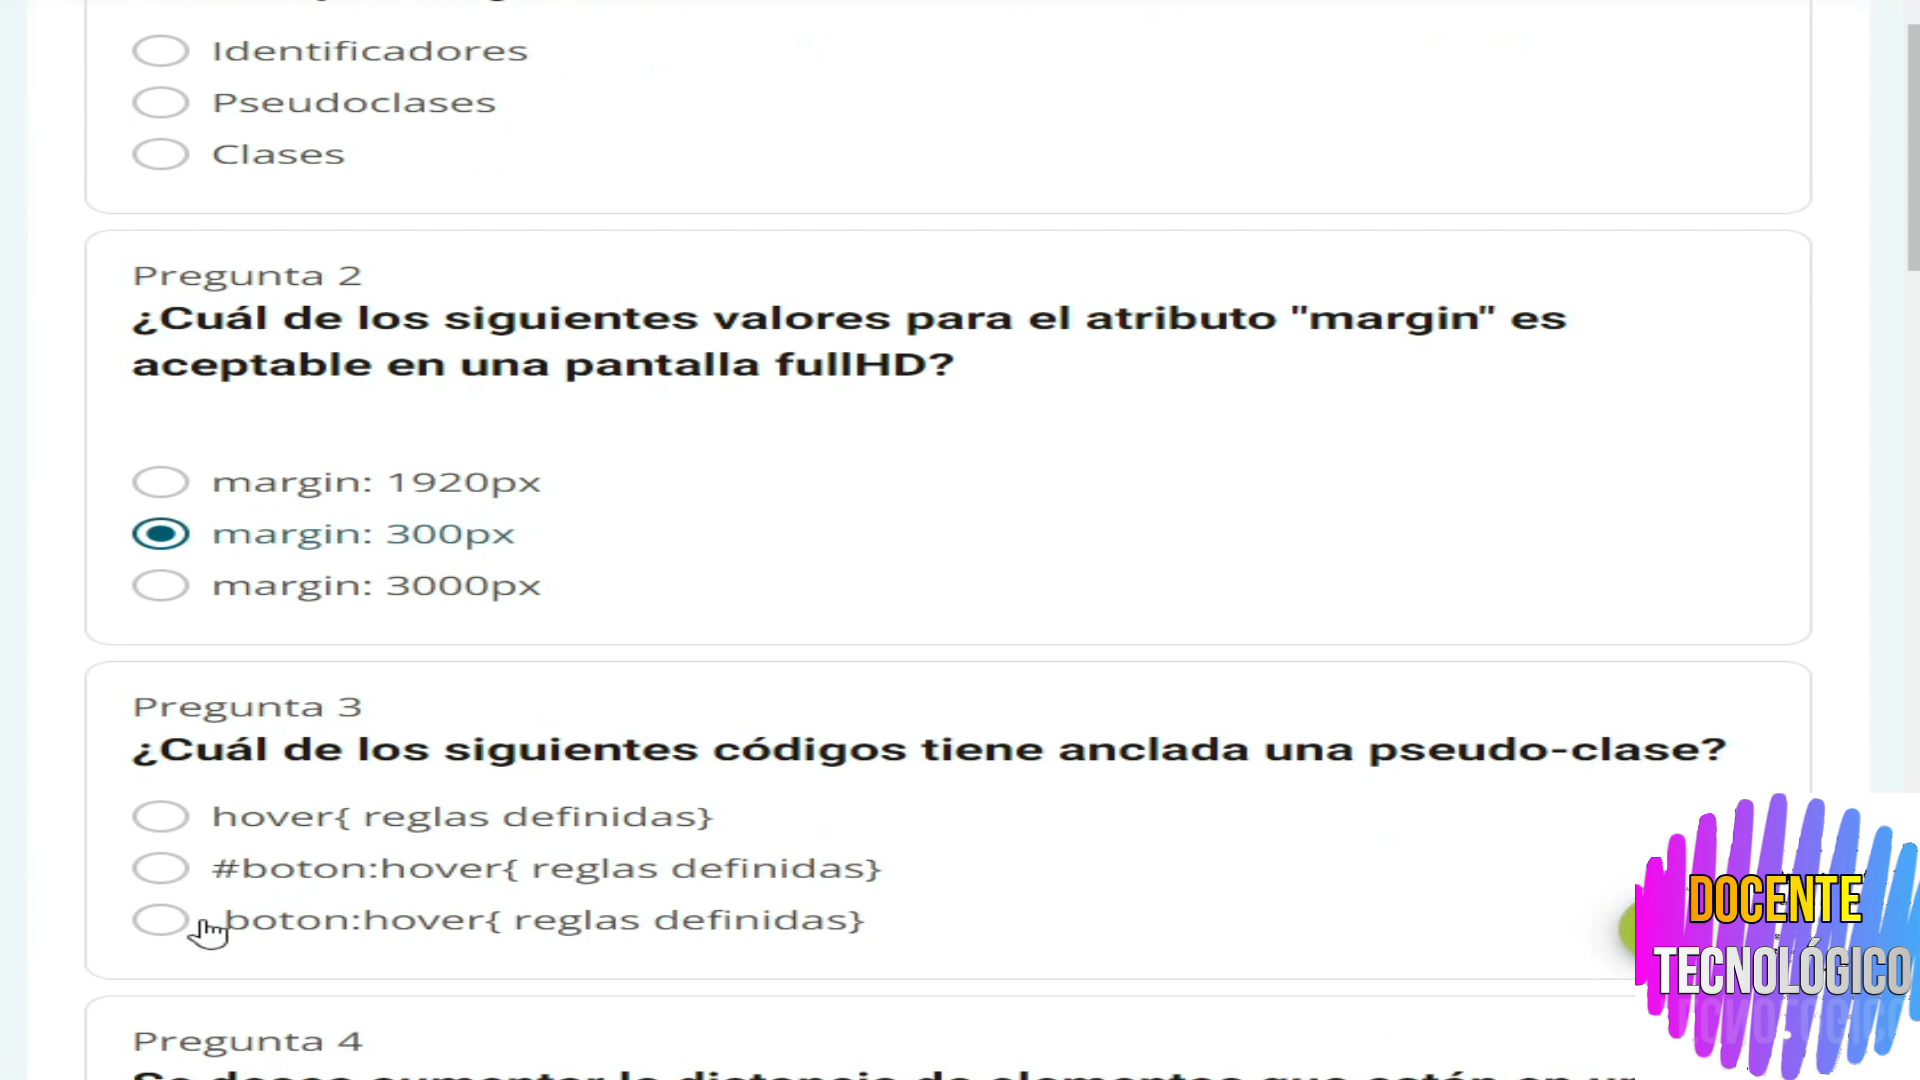 Identificadores
Pseudoclases
Clases
Pregunta 2
¿Cuál de los siguientes valores para el atributo "margin" es
aceptable en una pantalla fullHD?
margin: 1920px
margin: 300px
margin: 3000px
Pregunta 3
¿Cuál de los siguientes códigos tiene anclada una pseudo-clase?
hover{ reglas definidas}
#boton:hover{ reglas definidas}
boton:hover{ reglas definidas}
DOCENTE
TECNOLÓGICO
Pregunta 4